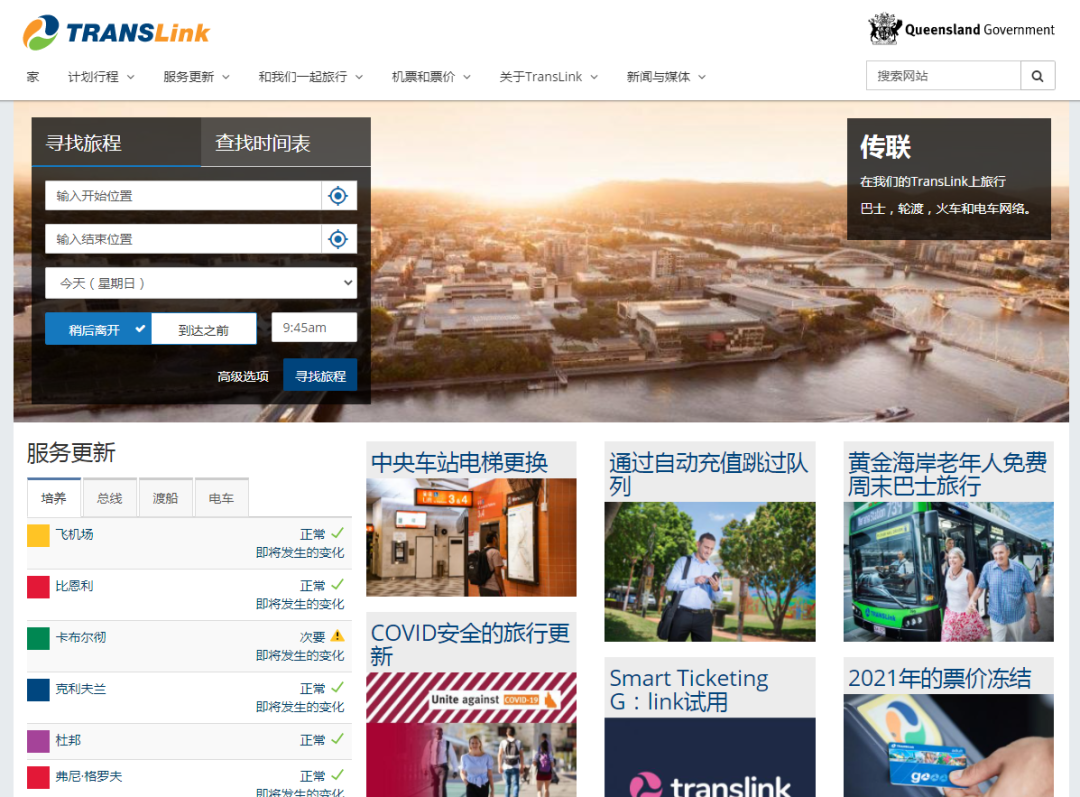 TRANSLink
Queensland Government
家
计划行程
服务更新
和我们一起旅行
机票和票价
关于TransLink
新闻与媒体
搜索网站
寻找旅程
查找时间表
输入开始位置
输入结束位置
今天（星期日）
稍后离开
到达之前
9:45am
高级选项
寻找旅程
传联
在我们的TransLink上旅行
巴士，轮渡，火车和电车网络。
服务更新
培养
总线
渡船
电车
飞机场
正常
即将发生的变化
比恩利
正常
即将发生的变化
卡布尔彻
次要
即将发生的变化
克利夫兰
正常
即将发生的变化
杜邦
正常
弗尼·格罗夫
正常
即将发生的变化
中央车站电梯更换
3 4
COVID安全的旅行更
新
Unite against COVID-19
通过自动充值跳过队
列
Smart Ticketing
G：link试用
translink
黄金海岸老年人免费
周末巴士旅行
739
TRANSLink
2021年的票价冻结
go